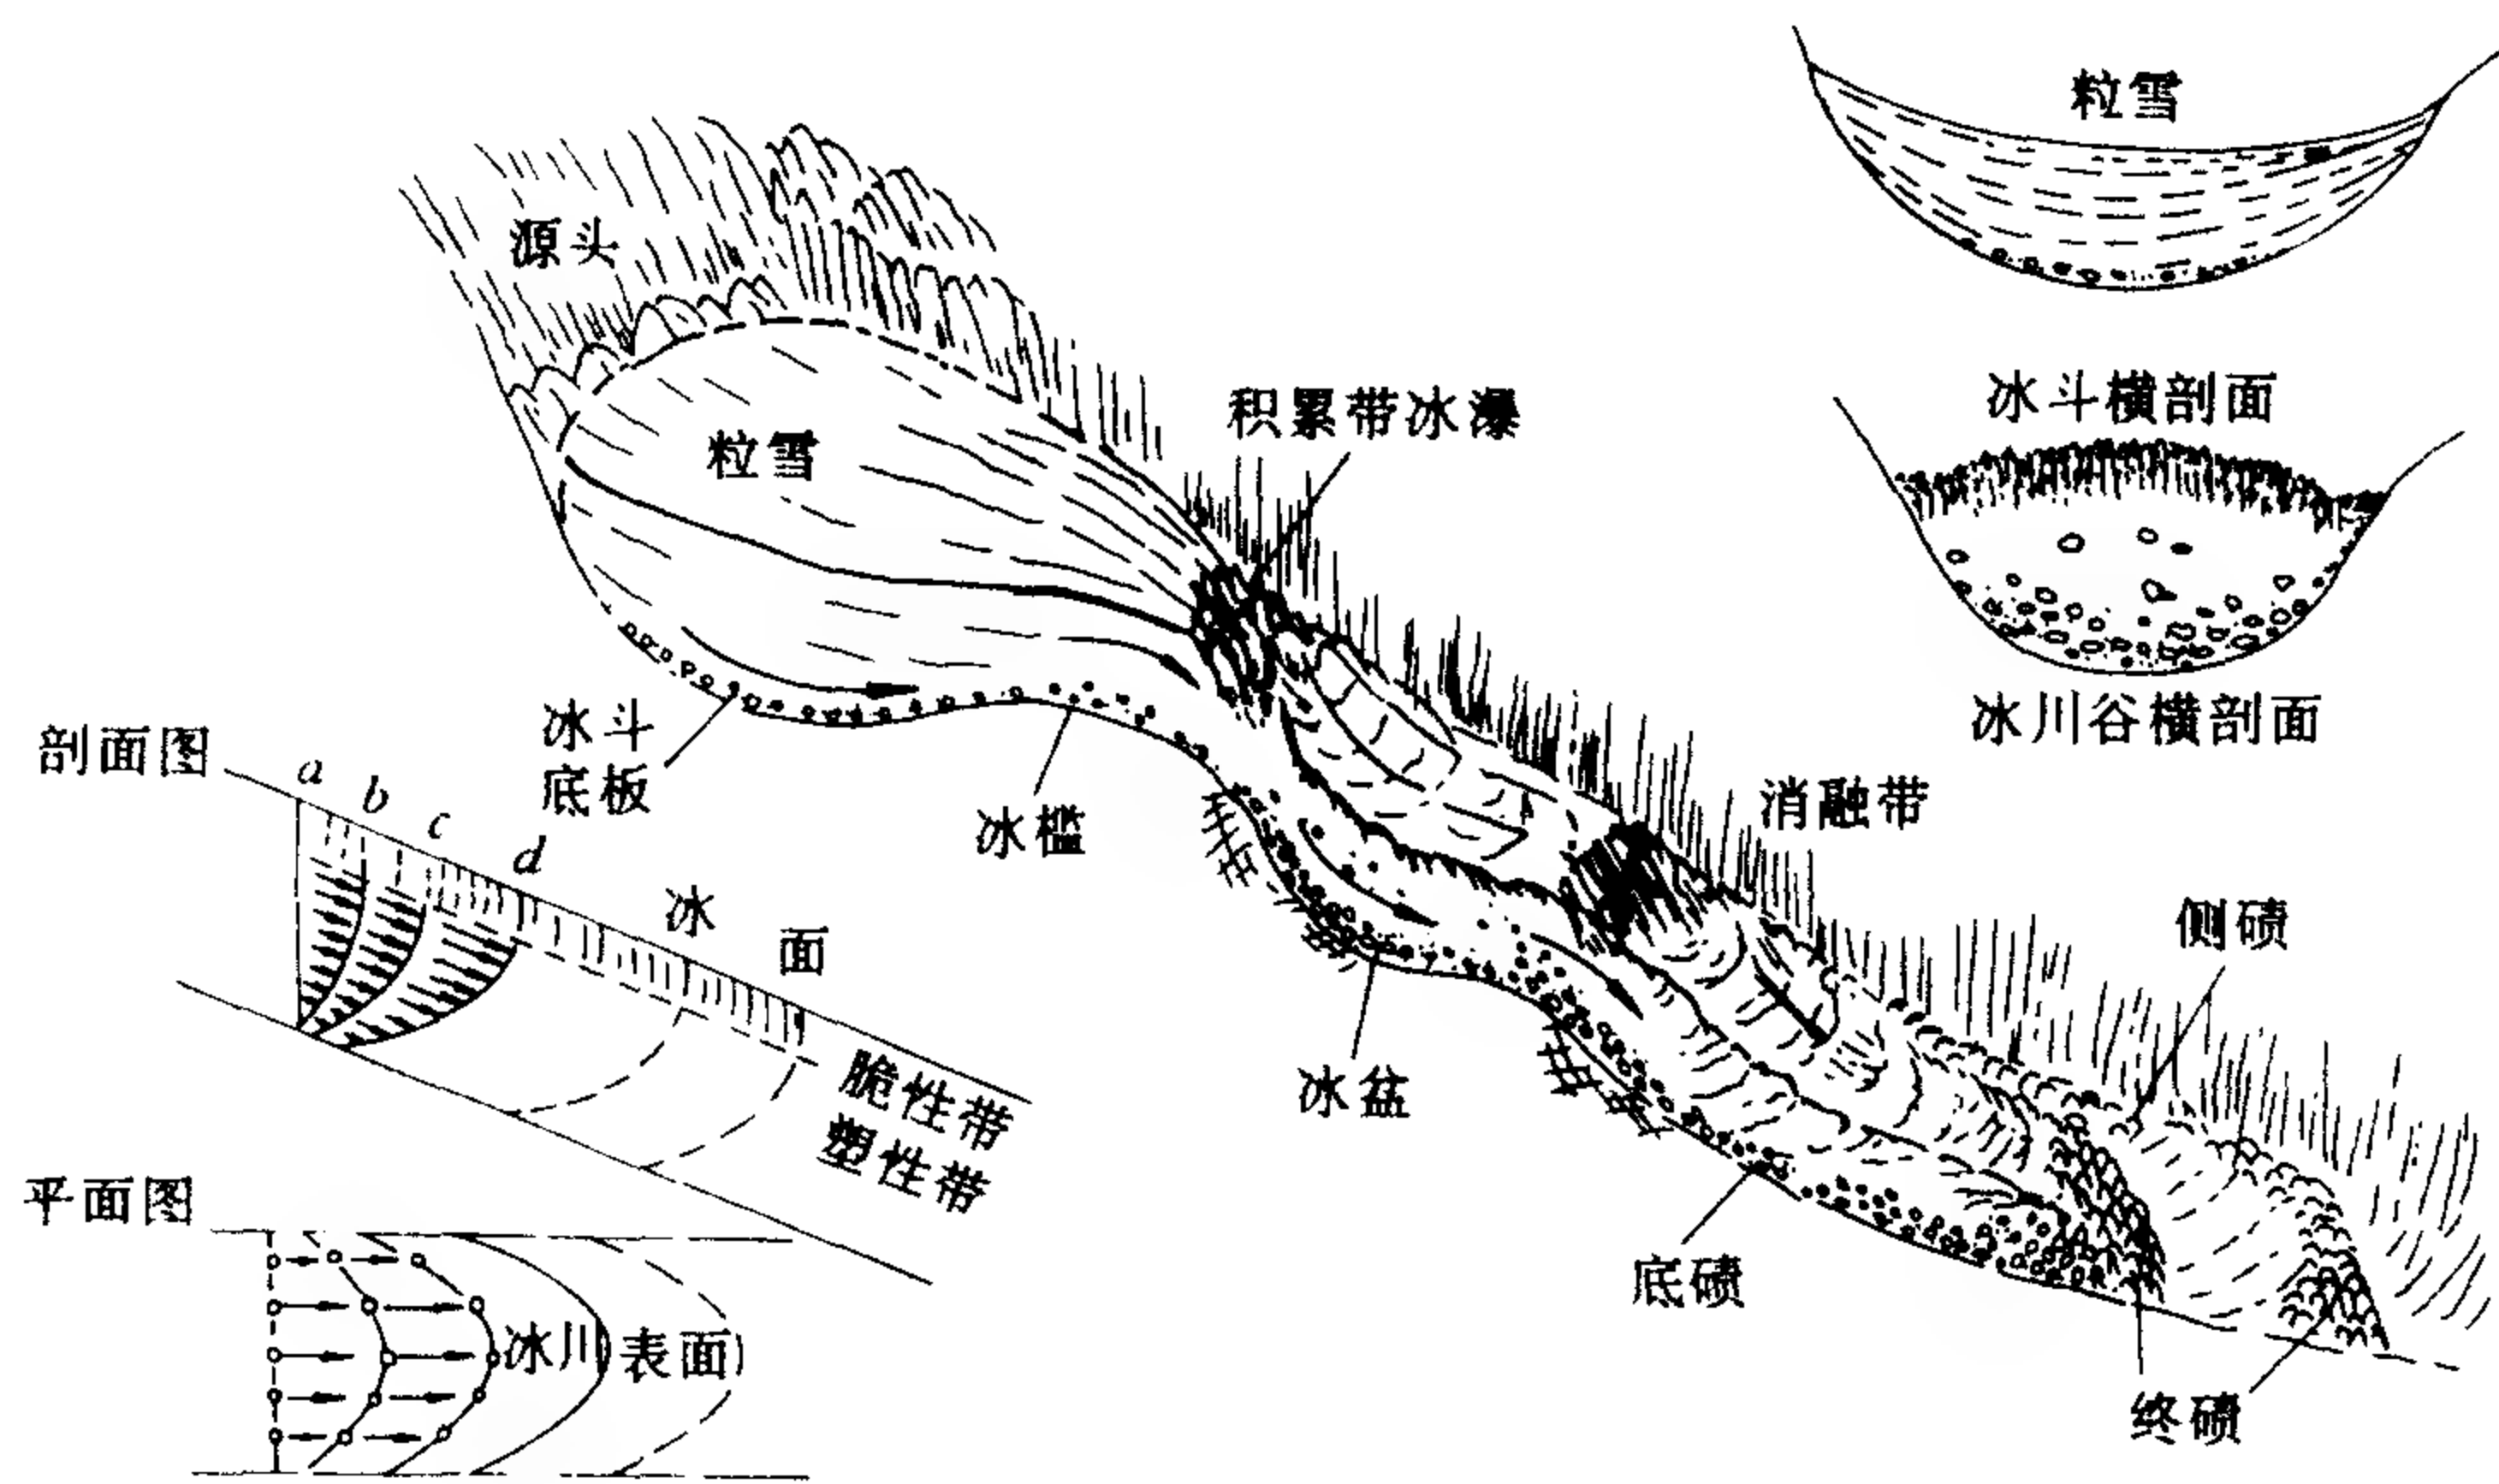 粒雪
源头
冰斗横剖面
积累带冰瀑
粒雪
冰川谷横剖面
冰斗
底板
剖面图
a
b
c
d
冰槛
消融带
冰
面
侧碛
脆性带
塑性带
冰盆
平面图
底碛
冰川表面
终碛